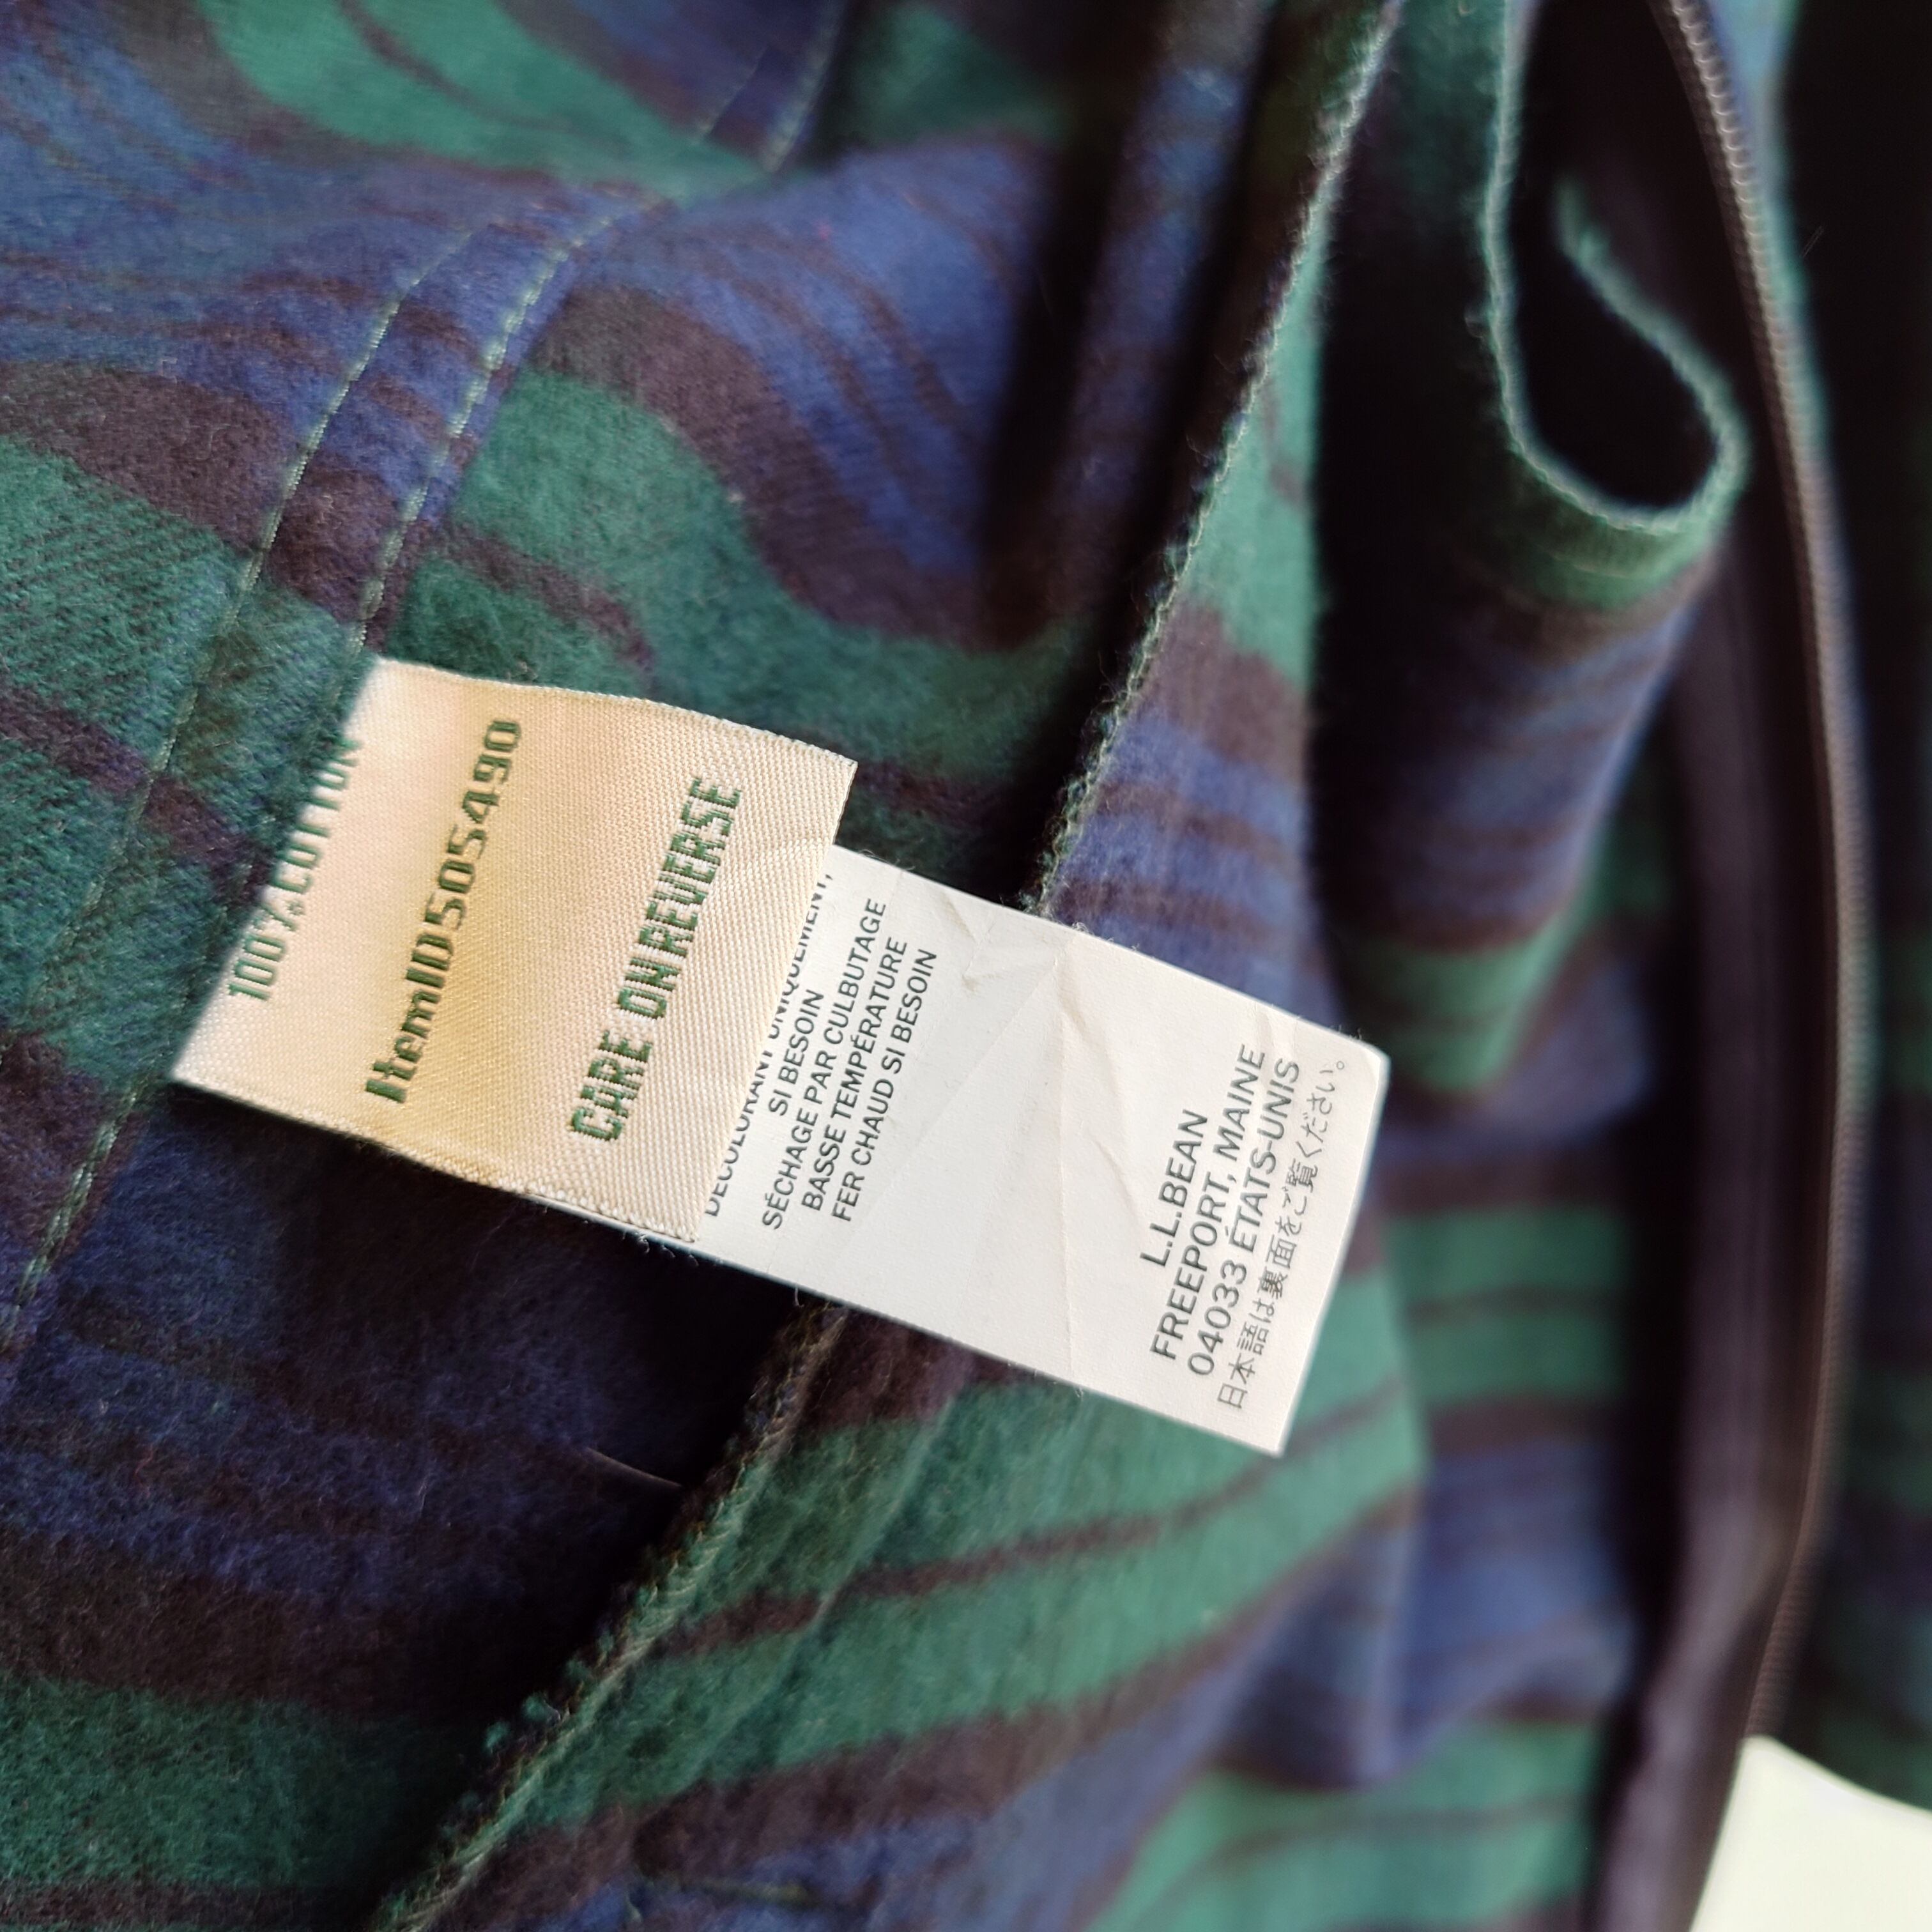 100% COTTON
ItemID505490
CARE ON REVERSE
DÉCOLORANT UNIQUEMENT,
SI BESOIN
SÉCHAGE PAR CULBUTAGE
BASSE TEMPÉRATURE
FER CHAUD SI BESOIN
L.L.BEAN
FREEPORT, MAINE
04033 ÉTATS-UNIS
日本語は裏面をご覧ください。